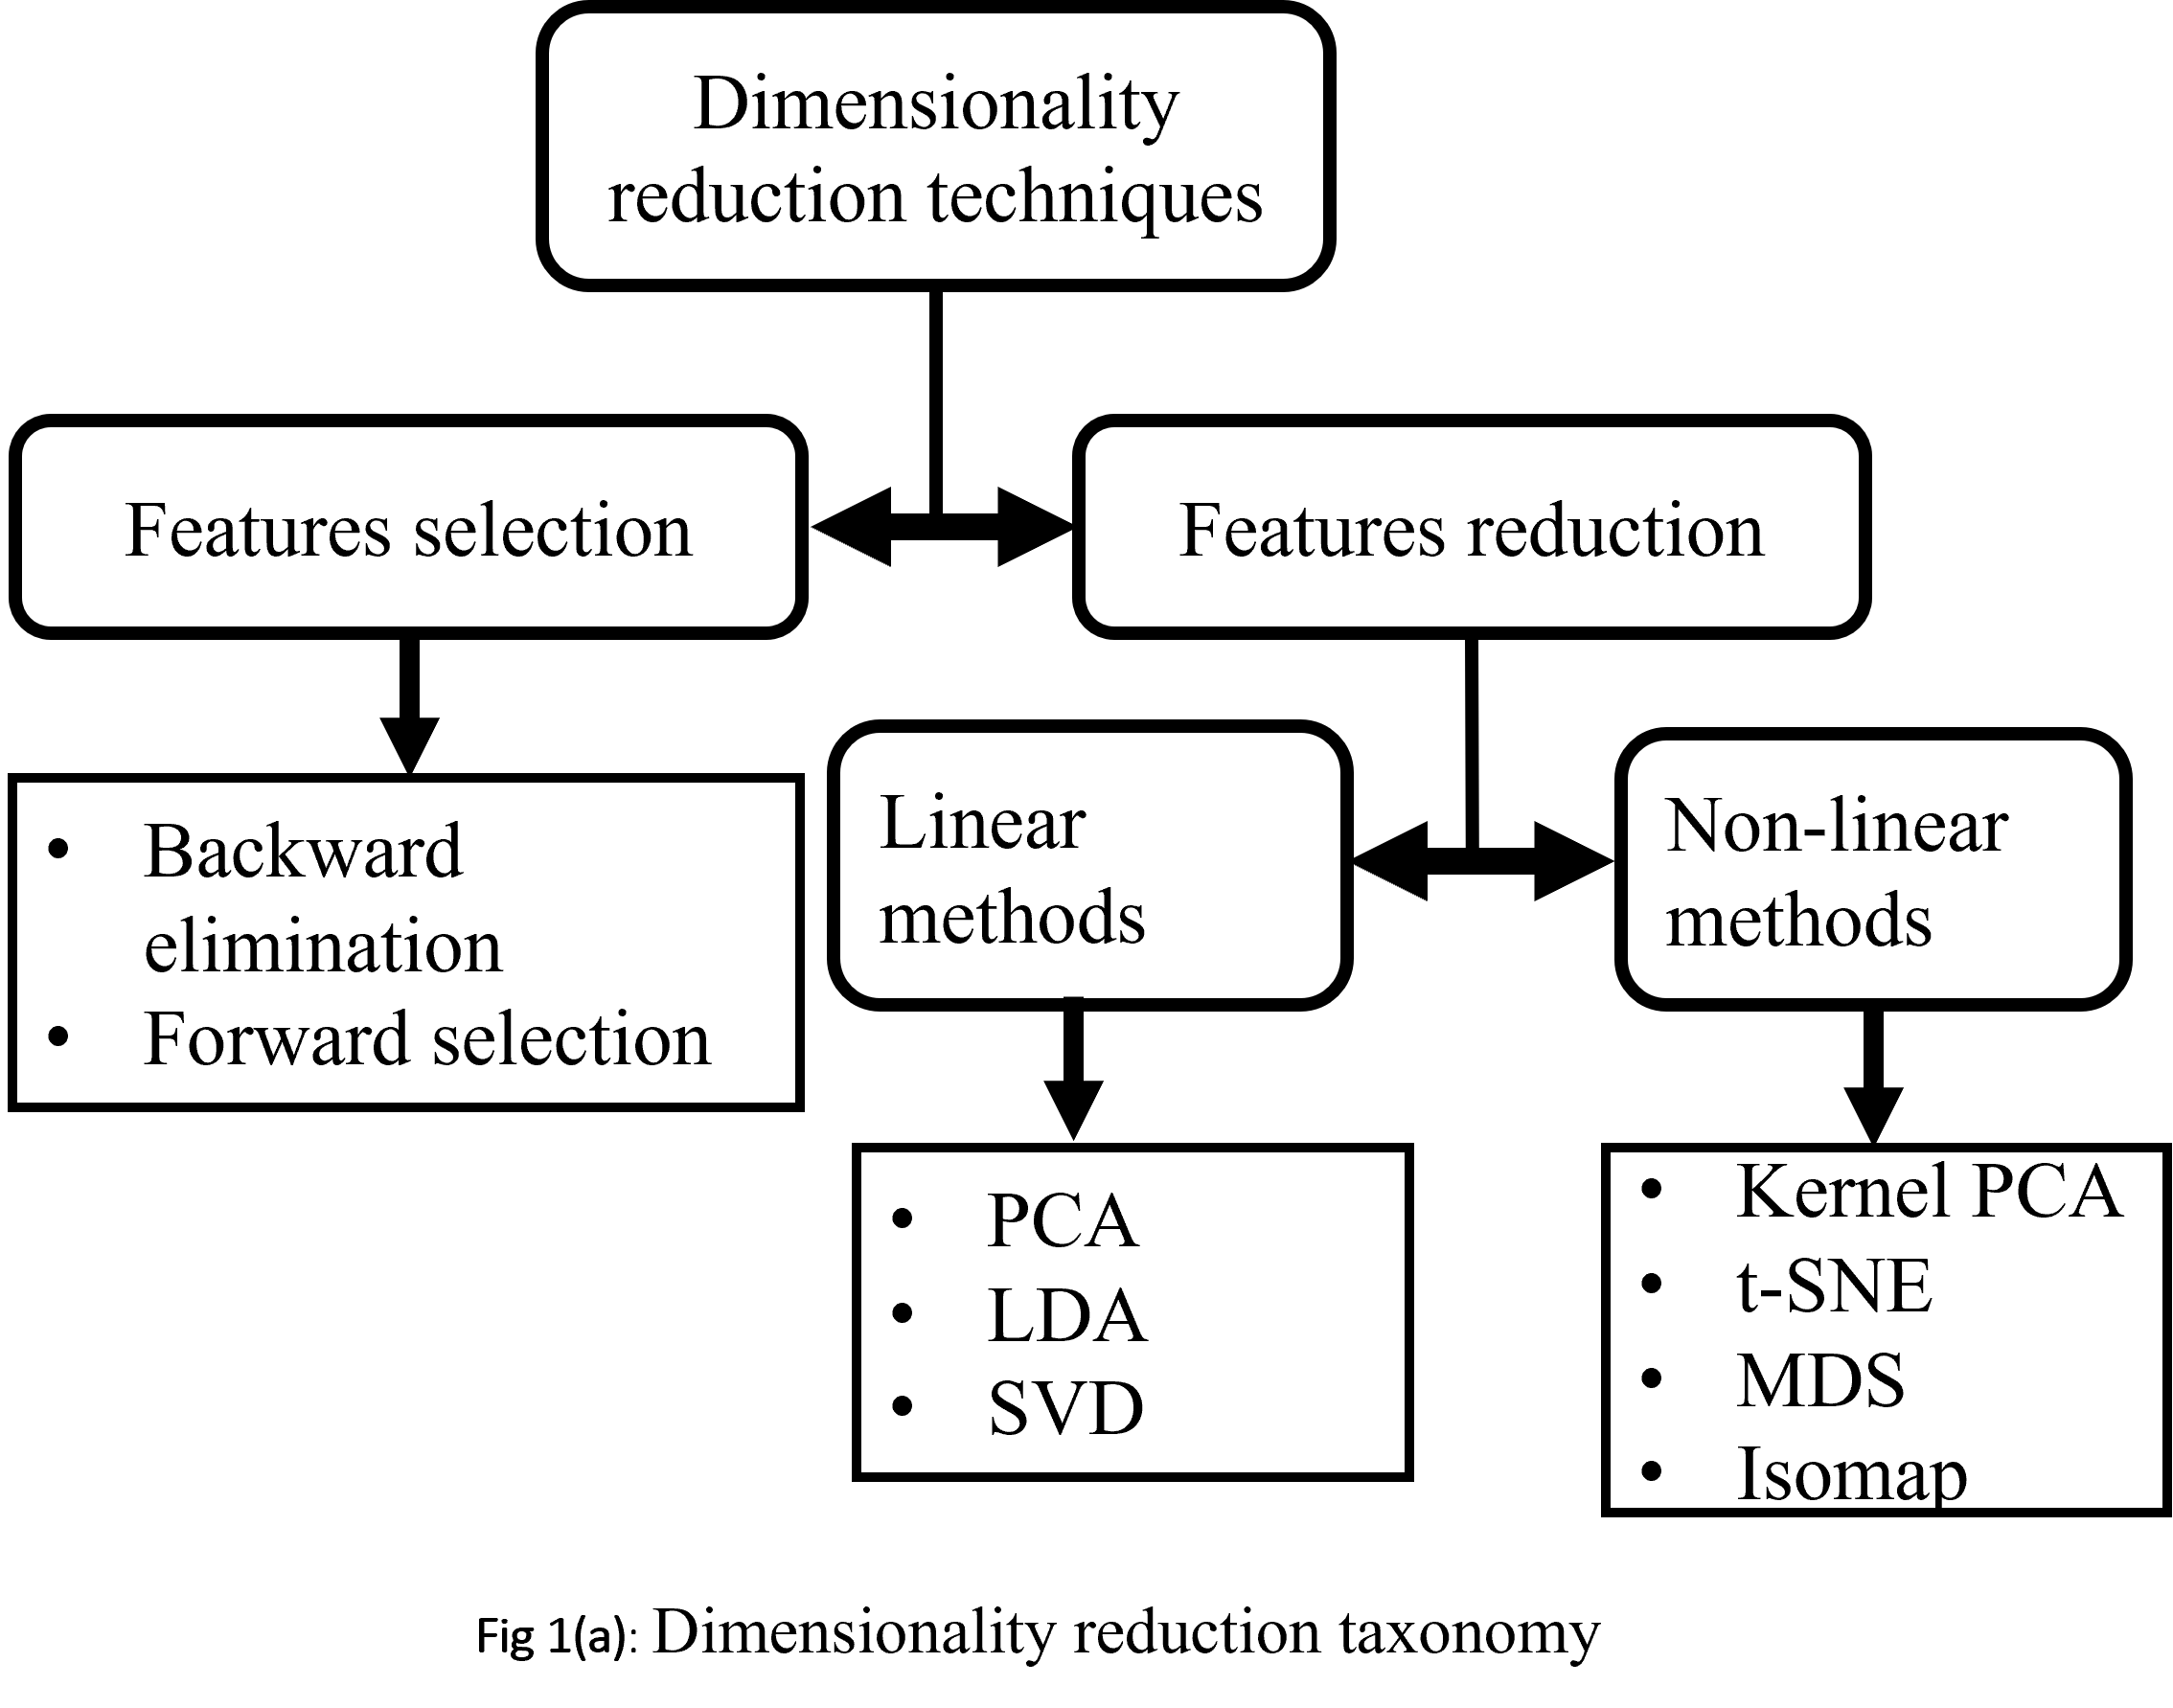 Dimensionality
reduction techniques
Features selection
Features reduction
• Backward
elimination
• Forward selection
Linear
methods
Non-linear
methods
• PCA
• LDA
• SVD
• Kernel PCA
• t-SNE
• MDS
• Isomap
Fig 1(a): Dimensionality reduction taxonomy